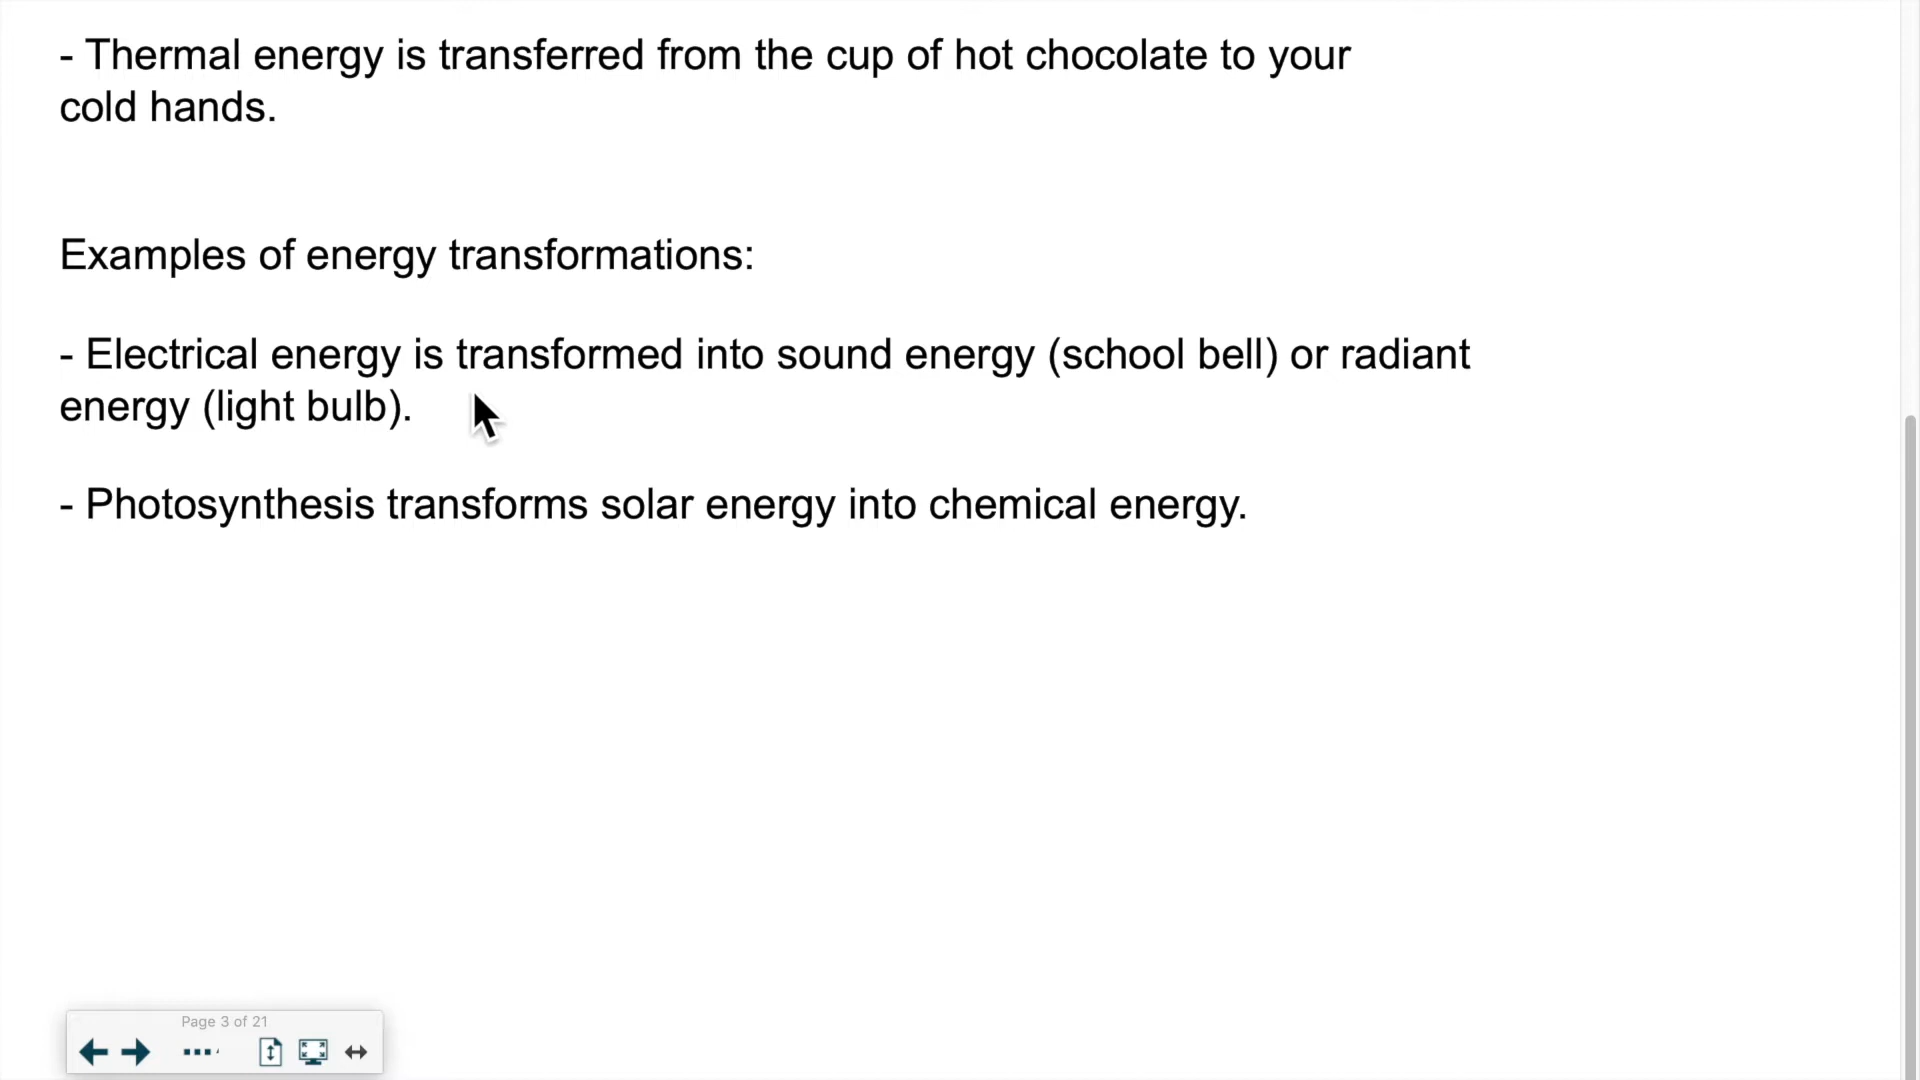 - Thermal energy is transferred from the cup of hot chocolate to your
cold hands.
Examples of energy transformations:
- Electrical energy is transformed into sound energy (school bell) or radiant
energy (light bulb).
- Photosynthesis transforms solar energy into chemical energy.
Page 3 of 21